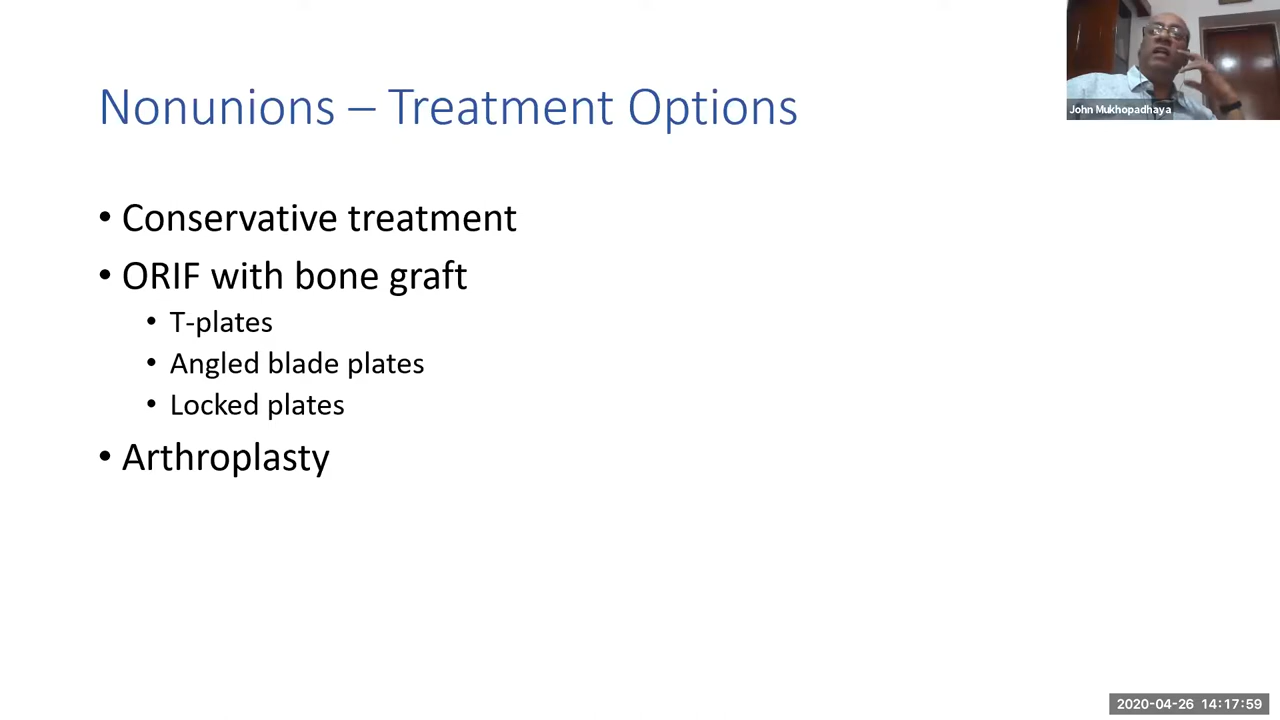 Nonunions – Treatment Options
John Mukhopadhaya
• Conservative treatment
• ORIF with bone graft
• T-plates
• Angled blade plates
• Locked plates
• Arthroplasty
2020-04-26 14:17:59